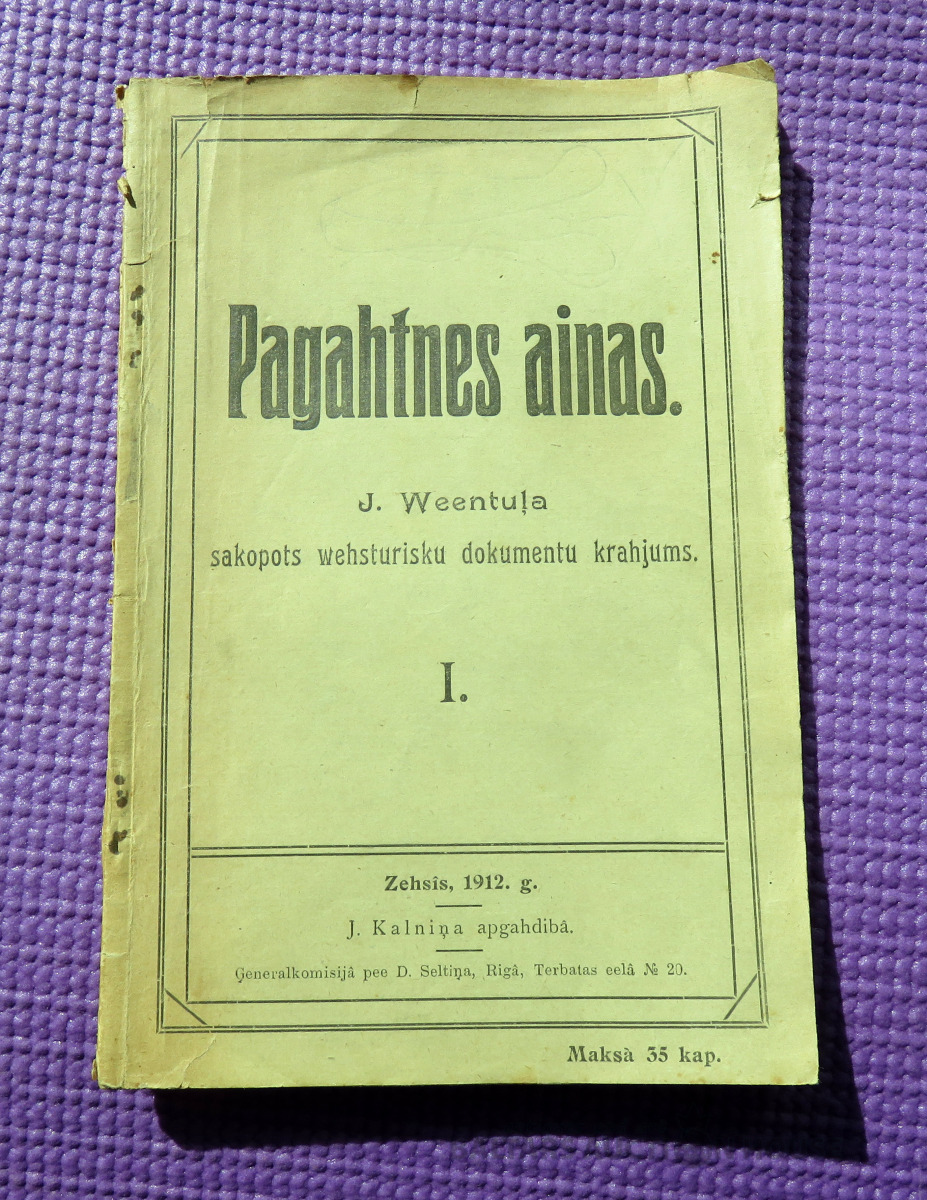 Pagahtnes ainas.
J. Weentuļa
sakopots wehsturisku dokumentu krahjums.
I.
Zehsîs, 1912. g.
J. Kalniņa apgahdibâ.
Ģeneralkomisijâ pee D. Seltiņa, Rigâ, Terbatas eelâ № 20.
Maksà 35 kap.